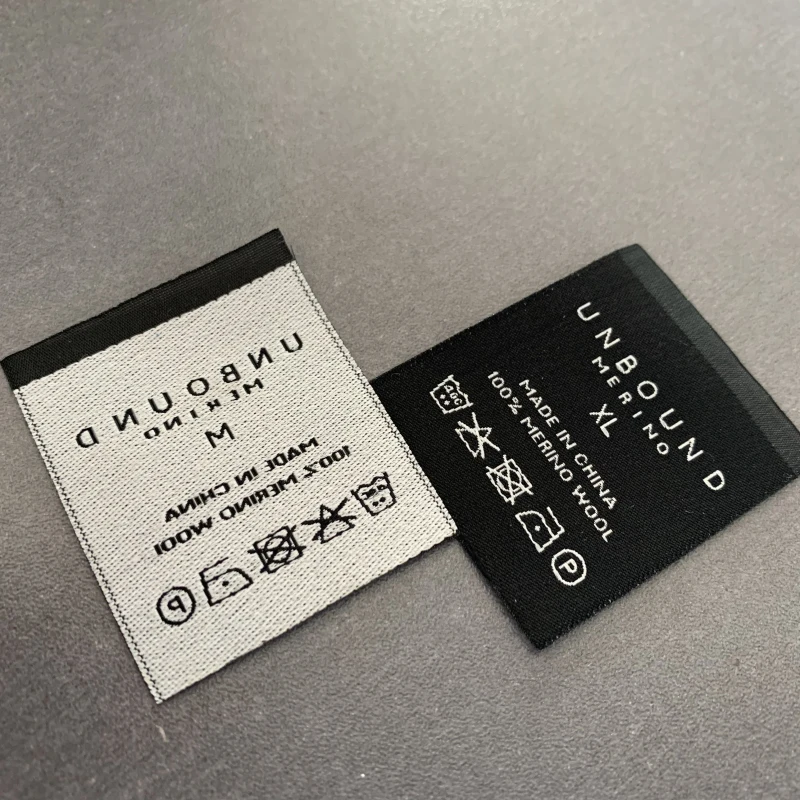 UNBOUND
MERINO
M
MADE IN CHINA
100% MERINO WOOL
P
UNBOUND
MERINO
XL
MADE IN CHINA
100% MERINO WOOL
P